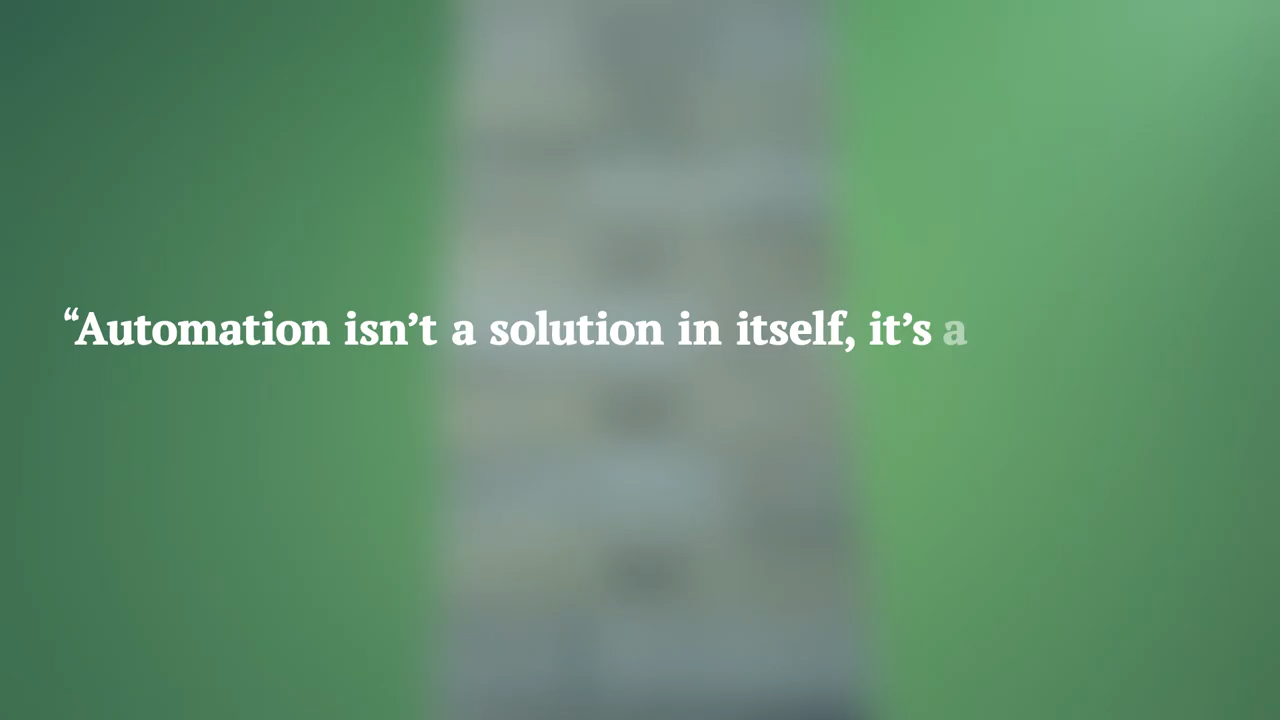 “Automation isn’t a solution in itself, it’s a